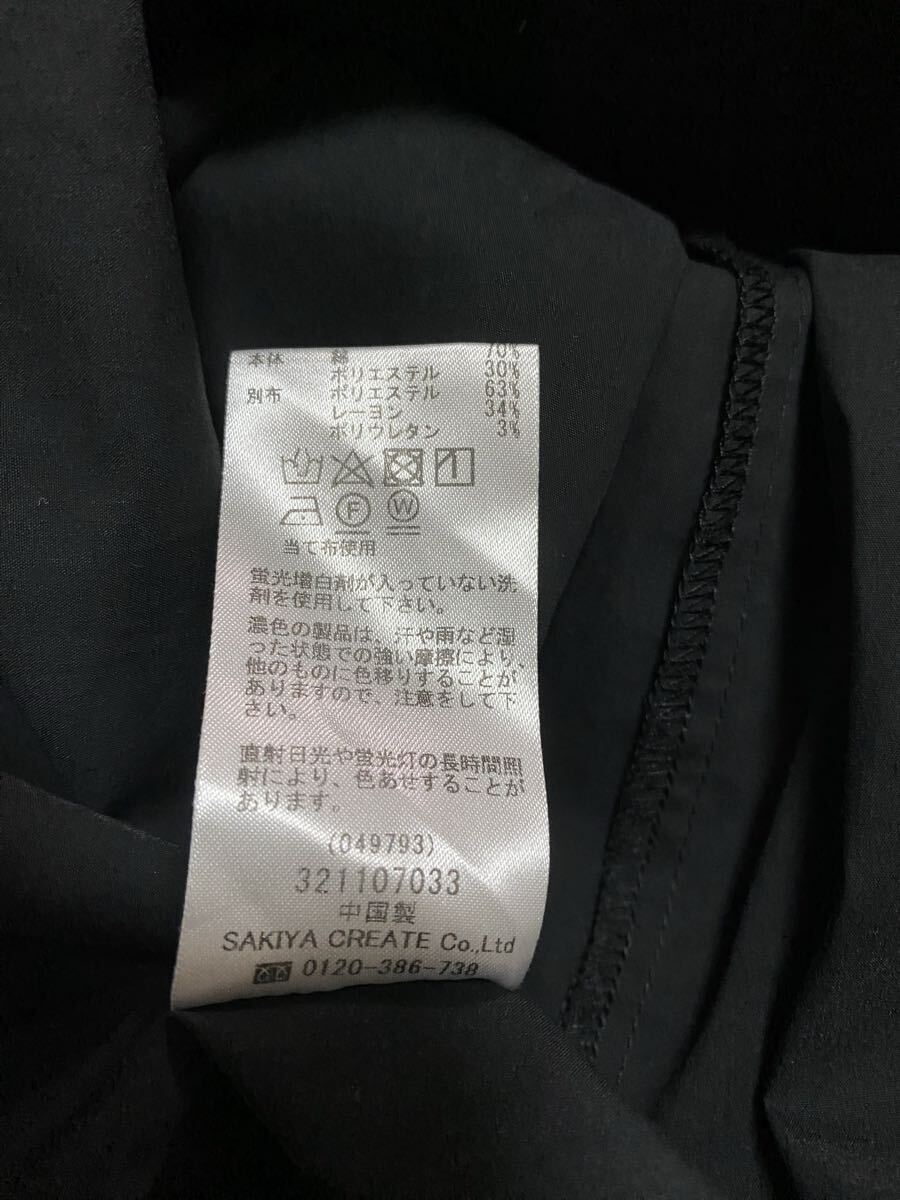 本体 綿 70%
ポリエステル 30%
別布 ポリエステル 63%
レーヨン 34%
ポリウレタン 3%
F W
当て布使用
蛍光増白剤が入っていない洗
剤を使用して下さい。
濃色の製品は、汗や雨など湿
った状態での強い摩擦により、
他のものに色移りすることが
ありますので、注意をして下
さい。
直射日光や蛍光灯の長時間照
射により、色あせすることが
あります。
(049793)
321107033
中国製
SAKIYA CREATE Co.,Ltd
0120-386-738